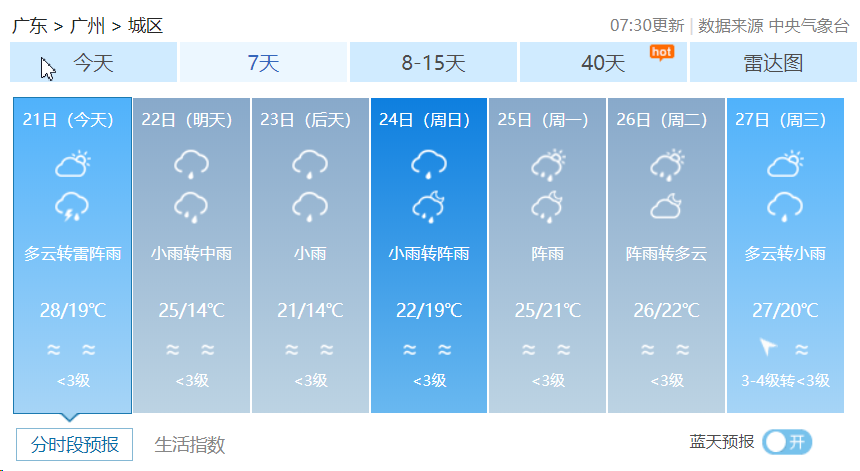 广东 > 广州 > 城区
07:30更新 | 数据来源 中央气象台
今天 7天 8-15天 40天 hot 雷达图
21日（今天） 22日（明天） 23日（后天） 24日（周日） 25日（周一） 26日（周二） 27日（周三）
多云转雷阵雨 小雨转中雨 小雨 小雨转阵雨 阵雨 阵雨转多云 多云转小雨
28/19℃ 25/14℃ 21/14℃ 22/19℃ 25/21℃ 26/22℃ 27/20℃
<3级 <3级 <3级 <3级 <3级 <3级 3-4级转<3级
分时段预报 生活指数 蓝天预报 开